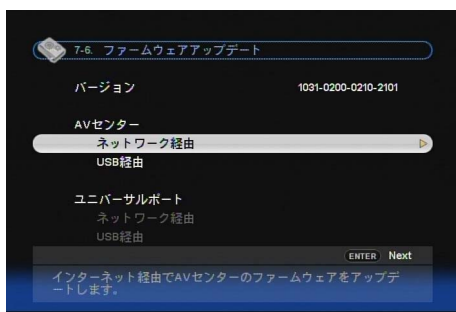 7-6. ファームウェアアップデート
バージョン 1031-0200-0210-2101
AVセンター
ネットワーク経由
USB経由
ユニバーサルポート
ネットワーク経由
USB経由
ENTER Next
インターネット経由でAVセンターのファームウェアをアップデ
ートします。